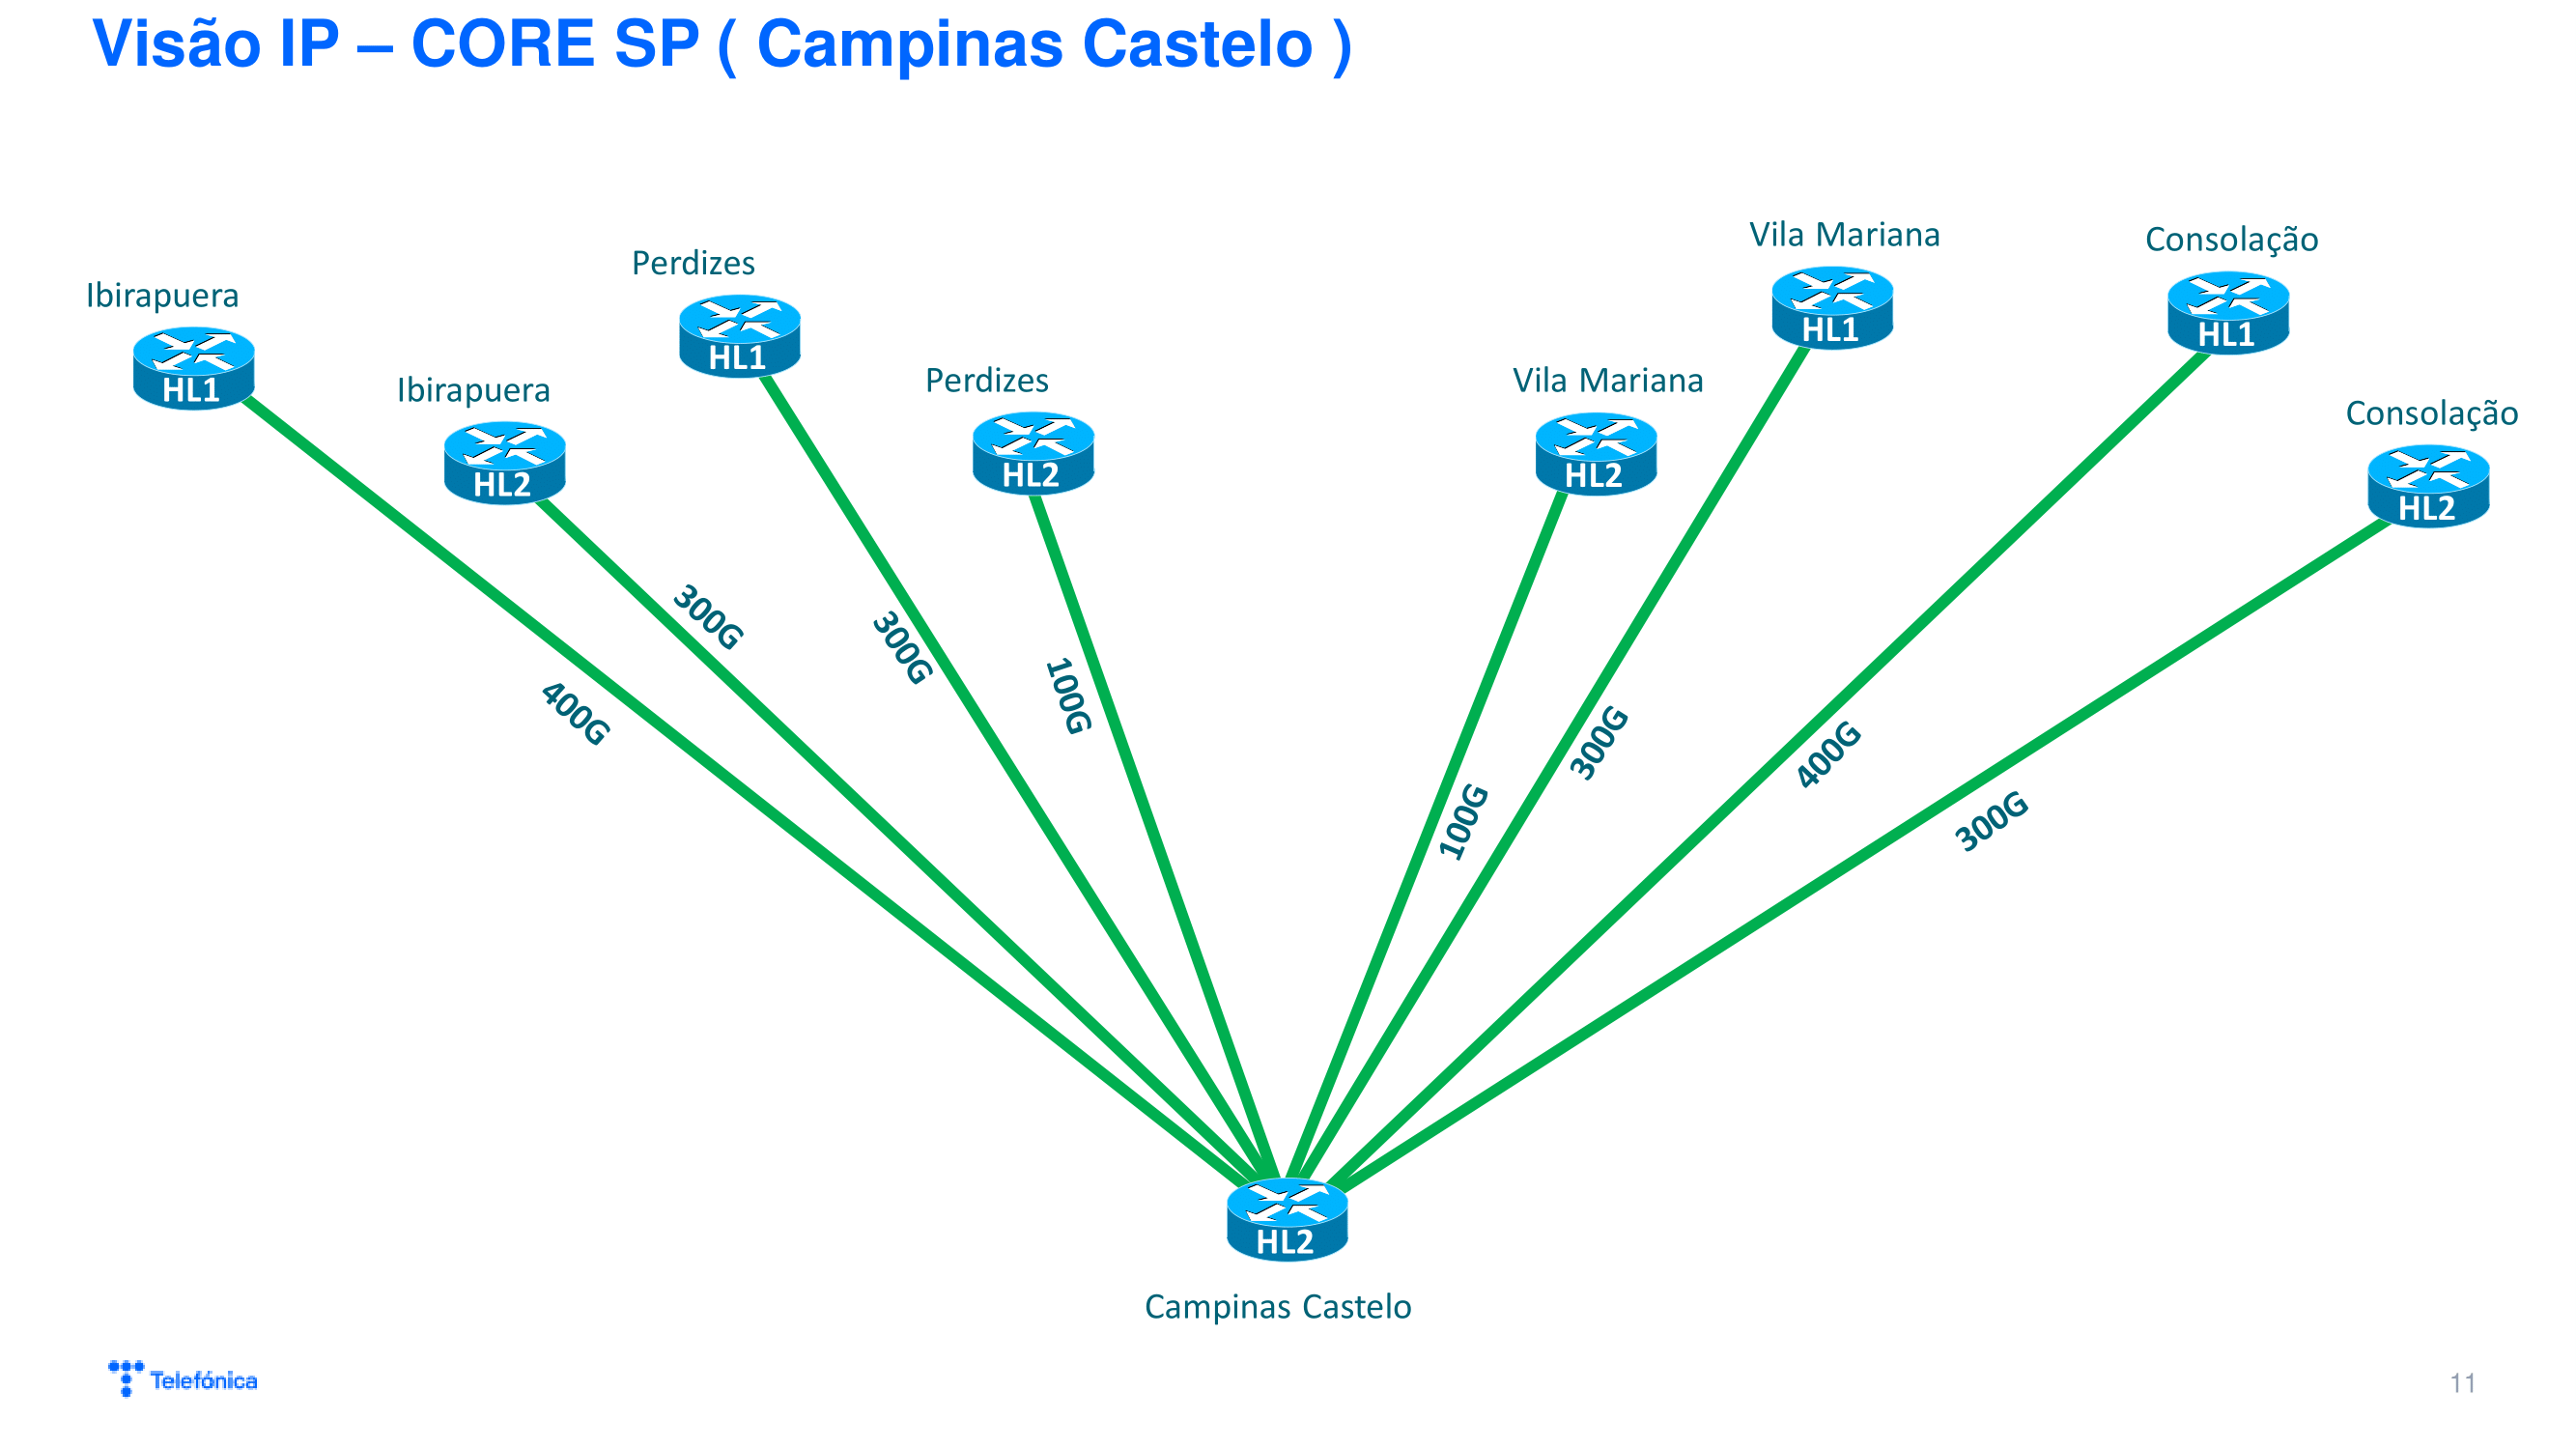 Visão IP – CORE SP ( Campinas Castelo )
Ibirapuera
HL1
Ibirapuera
HL2
Perdizes
HL1
Perdizes
HL2
Vila Mariana
HL2
Vila Mariana
HL1
Consolação
HL1
Consolação
HL2
400G
300G
300G
100G
100G
300G
400G
300G
HL2
Campinas Castelo
Telefónica
11